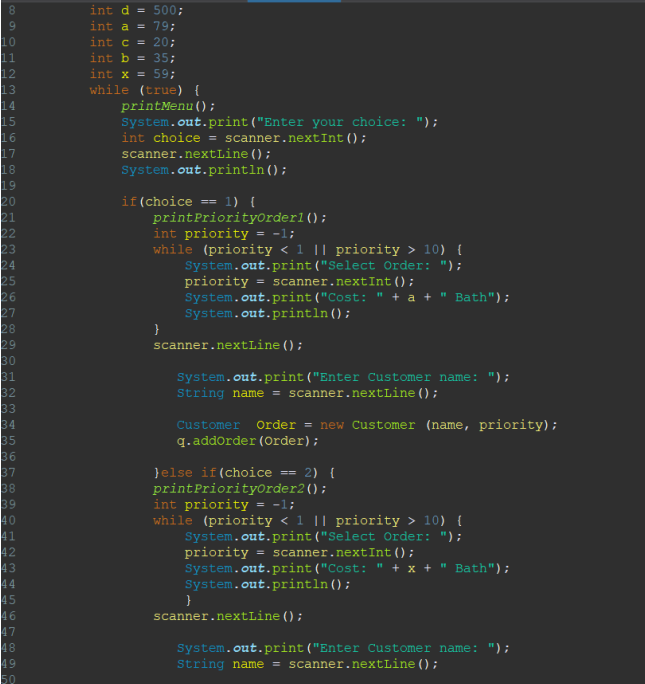 8 int d = 500;
9 int a = 79;
10 int c = 20;
11 int b = 35;
12 int x = 59;
13 while (true) {
14 printMenu();
15 System.out.print("Enter your choice: ");
16 int choice = scanner.nextInt();
17 scanner.nextLine();
18 System.out.println();
19
20 if(choice == 1) {
21 printPriorityOrder1();
22 int priority = -1;
23 while (priority < 1 || priority > 10) {
24 System.out.print("Select Order: ");
25 priority = scanner.nextInt();
26 System.out.print("Cost: " + a + " Bath");
27 System.out.println();
28 }
29 scanner.nextLine();
30
31 System.out.print("Enter Customer name: ");
32 String name = scanner.nextLine();
33
34 Customer  Order = new Customer (name, priority);
35 q.addOrder(Order);
36
37 }else if(choice == 2) {
38 printPriorityOrder2();
39 int priority = -1;
40 while (priority < 1 || priority > 10) {
41 System.out.print("Select Order: ");
42 priority = scanner.nextInt();
43 System.out.print("Cost: " + x + " Bath");
44 System.out.println();
45 }
46 scanner.nextLine();
47
48 System.out.print("Enter Customer name: ");
49 String name = scanner.nextLine();
50